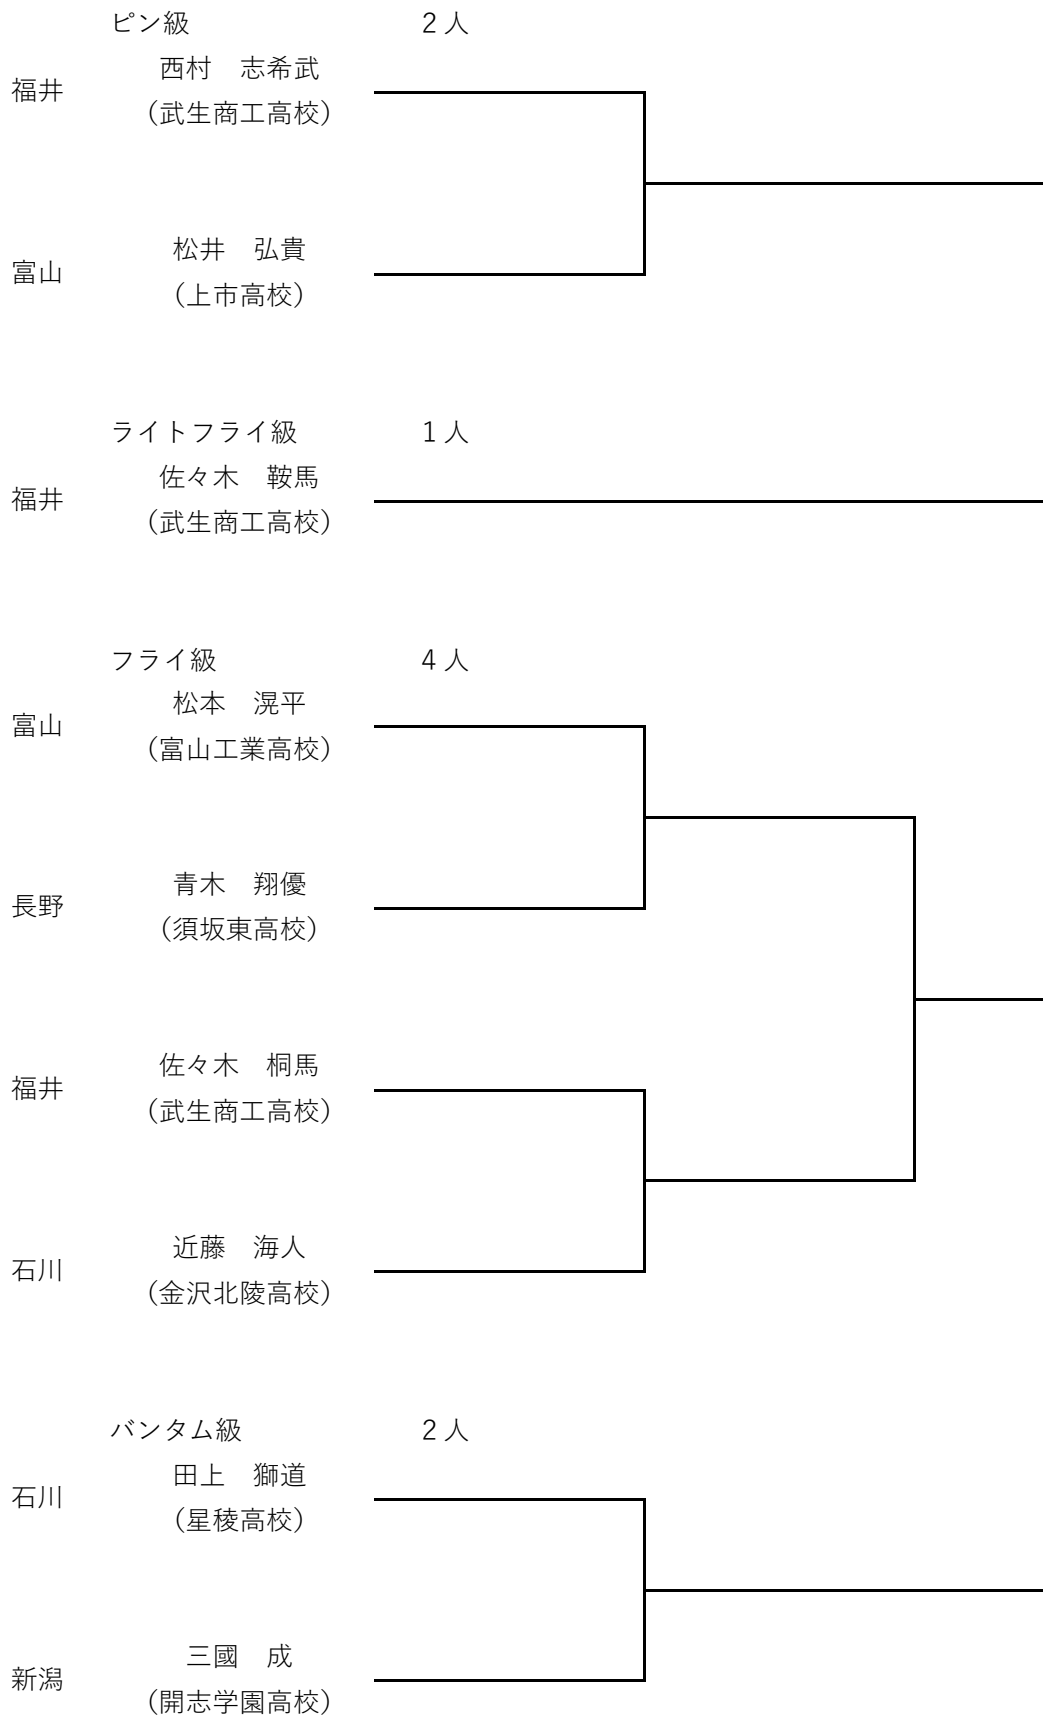 ピン級　2人
西村　志希武
福井
（武生商工高校）
松井　弘貴
富山
（上市高校）
ライトフライ級　1人
佐々木　鞍馬
福井
（武生商工高校）
フライ級　4人
松本　滉平
富山
（富山工業高校）
青木　翔優
長野
（須坂東高校）
佐々木　桐馬
福井
（武生商工高校）
近藤　海人
石川
（金沢北陵高校）
バンタム級　2人
田上　獅道
石川
（星稜高校）
三國　成
新潟
（開志学園高校）